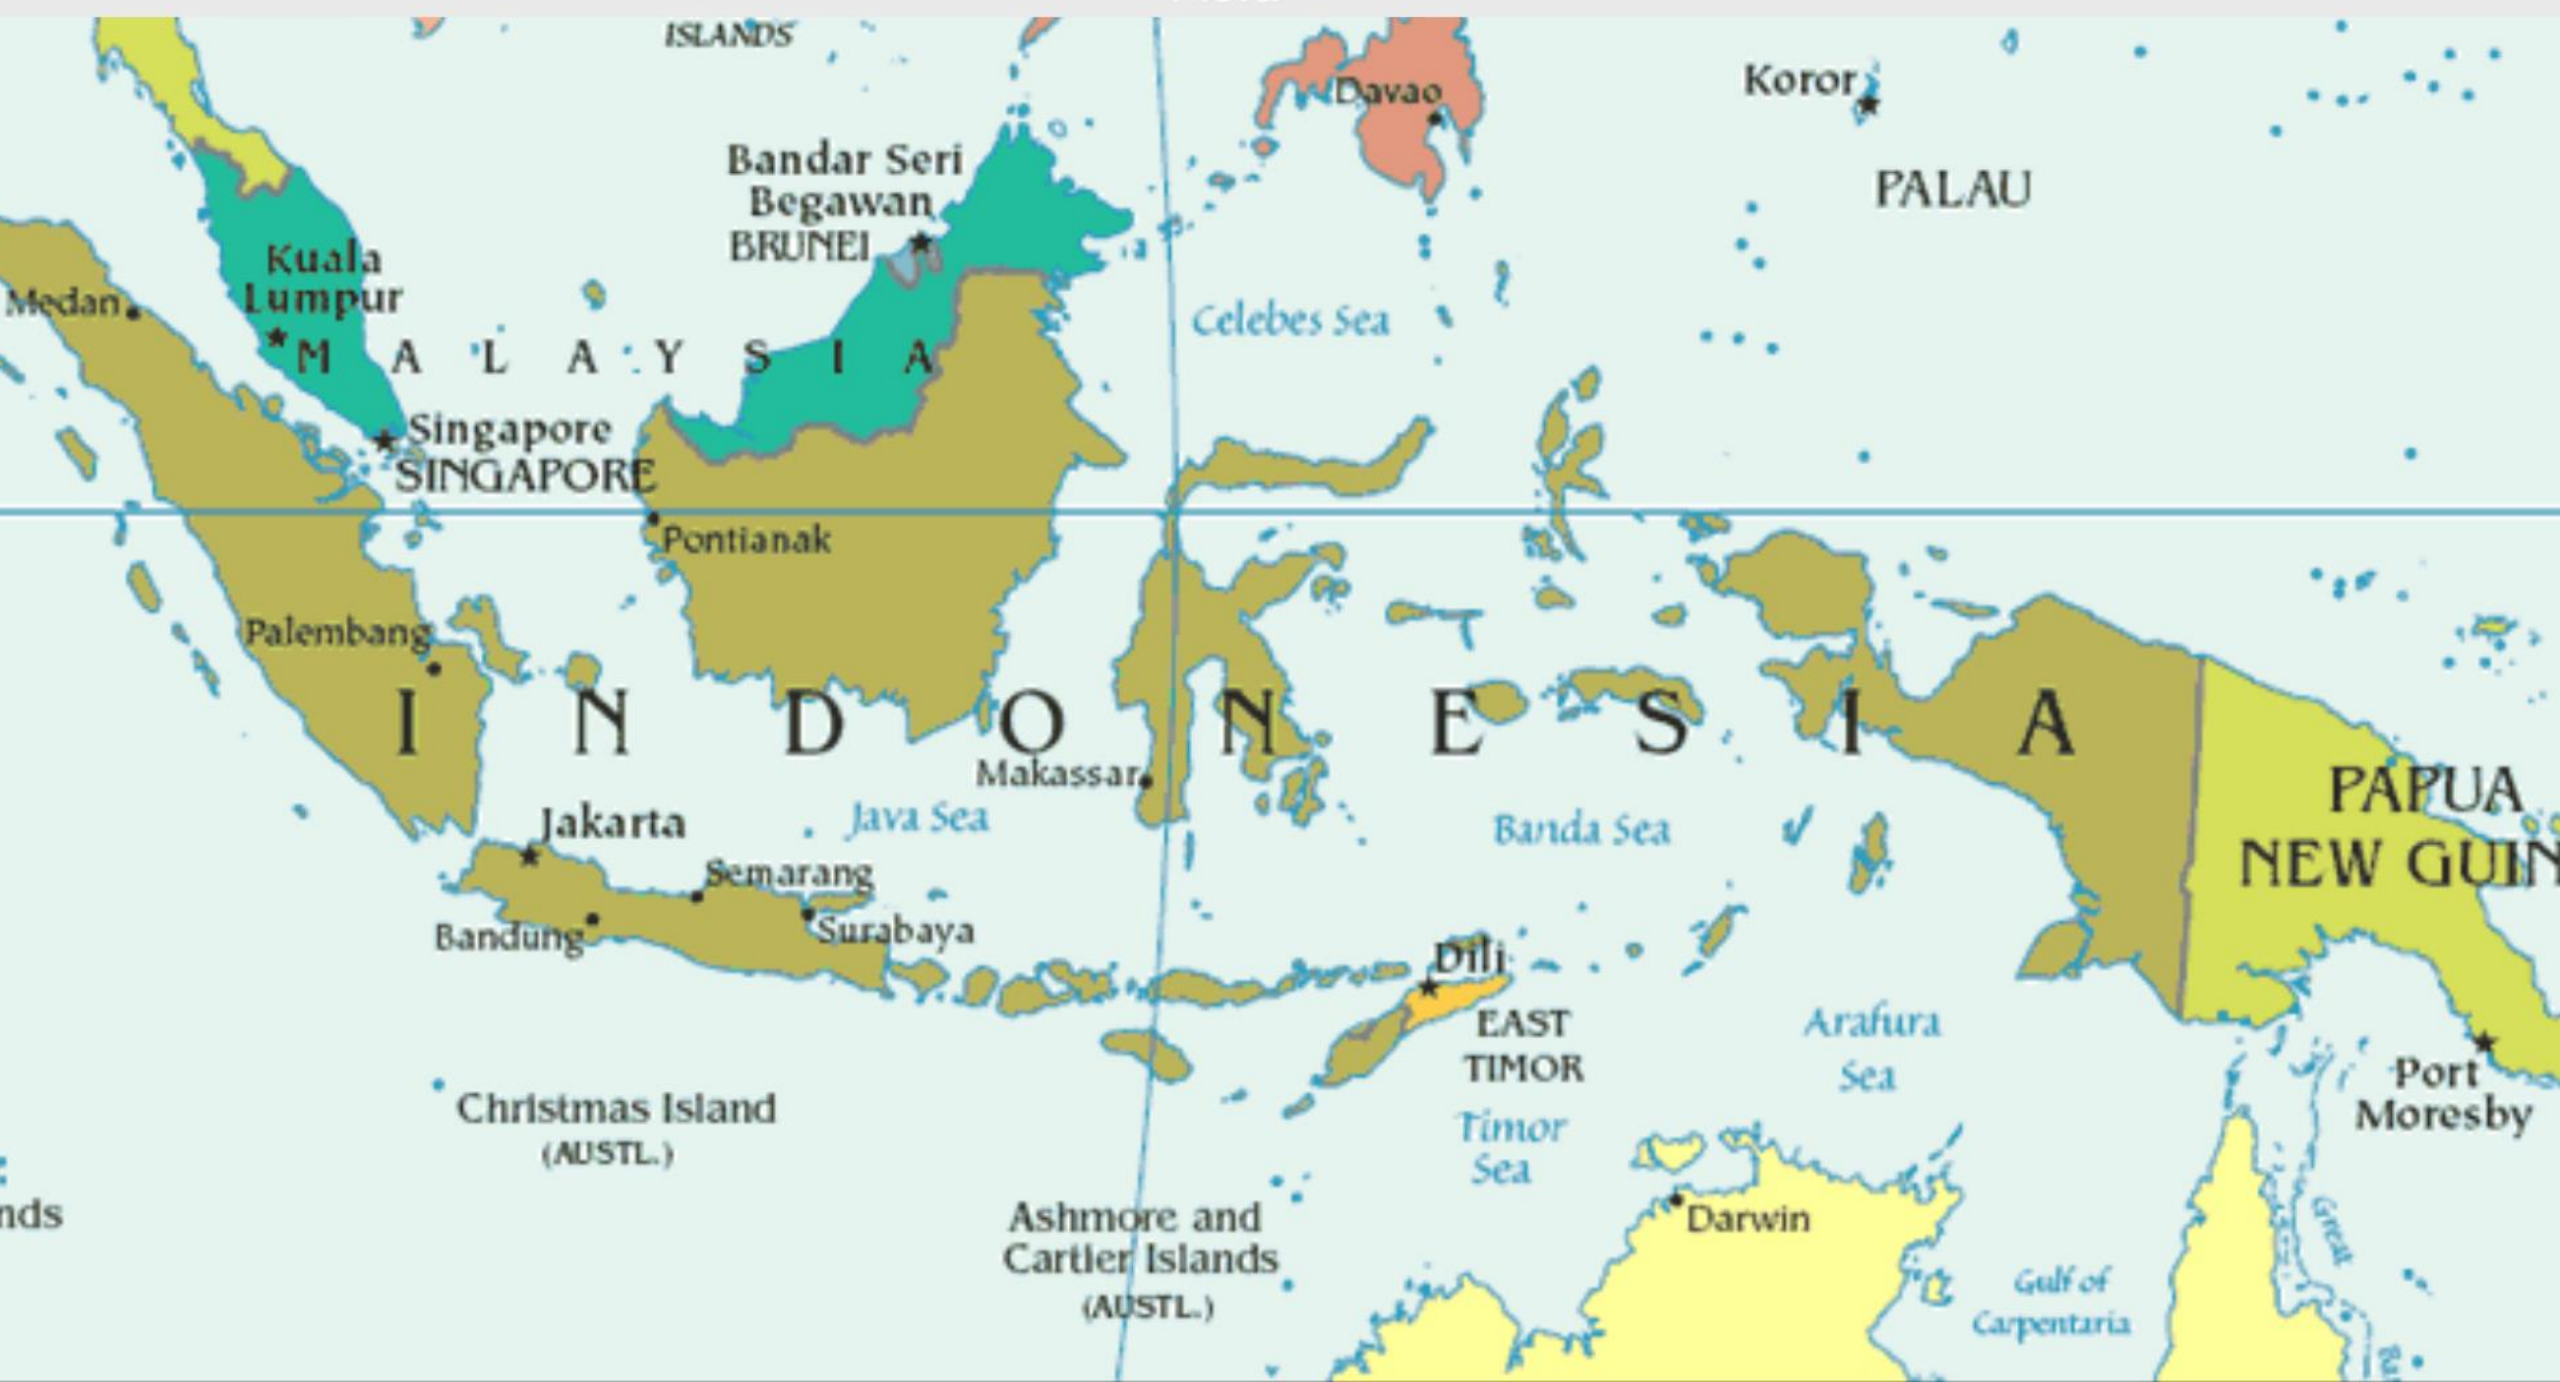 ISLANDS
Davao
Koror
PALAU
Bandar Seri
Begawan
BRUNEI
Kuala
Lumpur
Medan
MALAYSIA
Celebes Sea
Singapore
SINGAPORE
Pontianak
Palembang
INDONESIA
Makassar
Jakarta
Java Sea
Banda Sea
PAPUA
NEW GUIN
Semarang
Bandung
Surabaya
Dili
EAST
TIMOR
Arafura
Sea
Port
Moresby
Christmas Island
(AUSTL.)
Timor
Sea
nds
Ashmore and
Cartier Islands
(AUSTL.)
Darwin
Great
Gulf of
Carpentaria